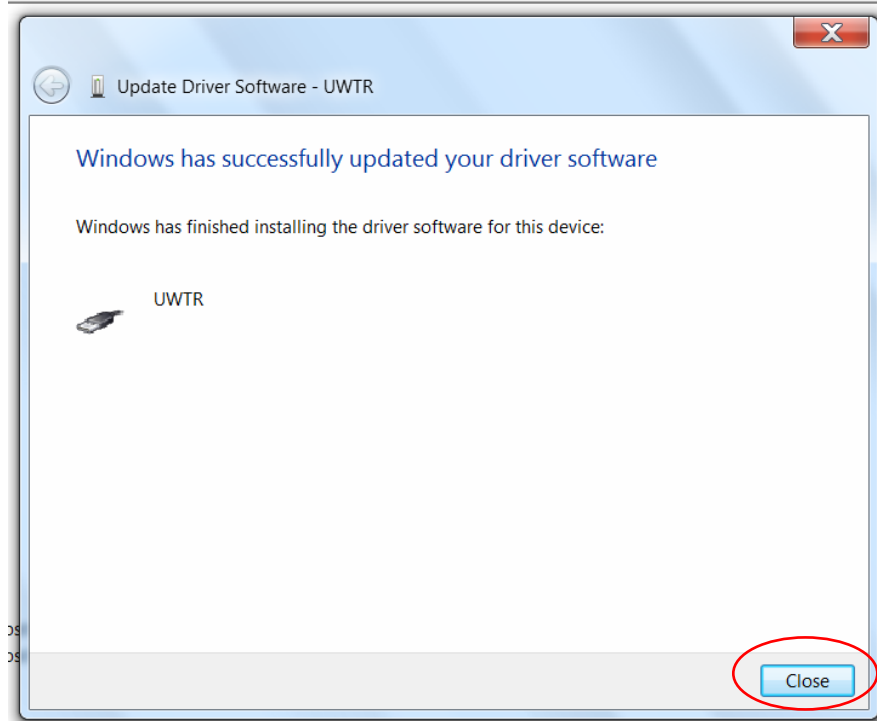 Update Driver Software - UWTR
Windows has successfully updated your driver software
Windows has finished installing the driver software for this device:
UWTR
Close